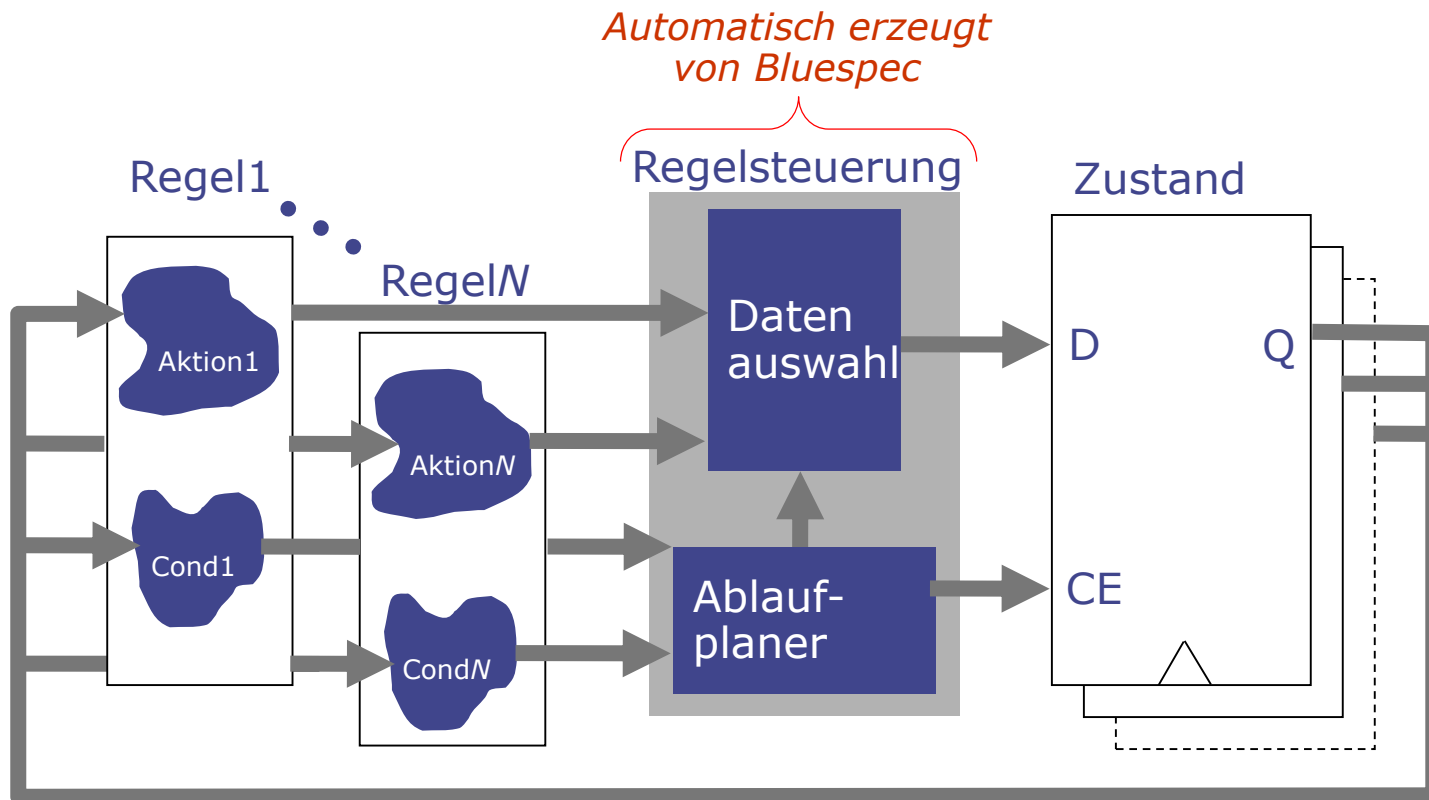 Automatisch erzeugt
von Bluespec
Regelsteuerung
Regel1
Zustand
RegelN
Aktion1
Daten
auswahl
D
Q
AktionN
Cond1
Ablauf-
planer
CE
CondN